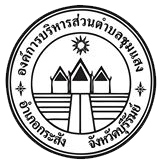 องค์การบริหารส่วนตำบลชุมแสง
อำเภอกระสัง
จังหวัดบุรีรัมย์